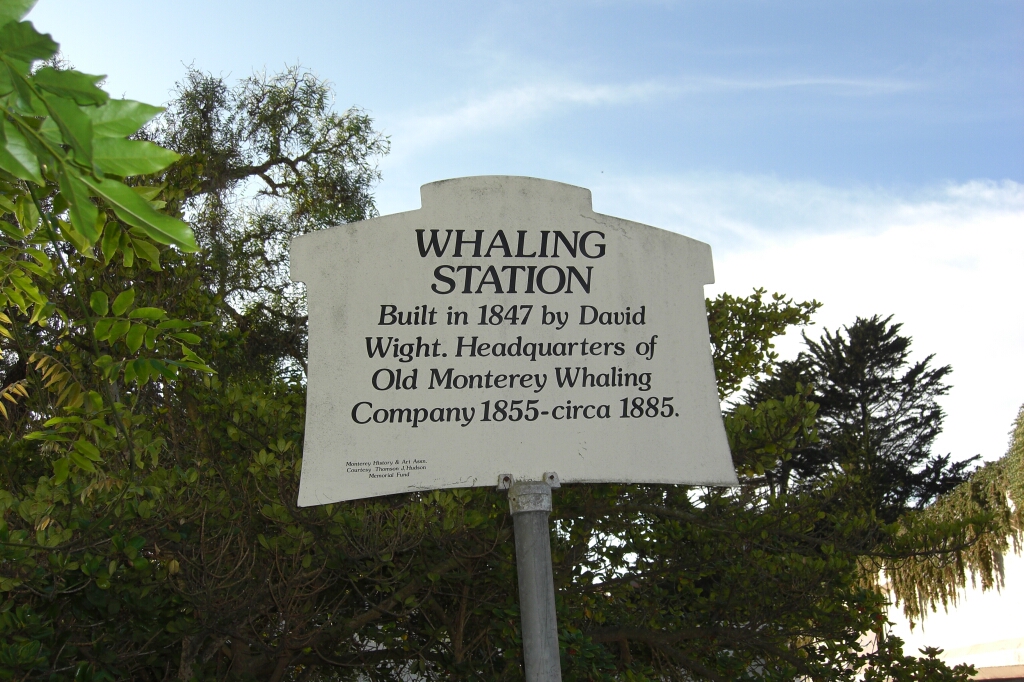 WHALING
STATION
Built in 1847 by David
Wight. Headquarters of
Old Monterey Whaling
Company 1855-circa 1885.
Monterey History & Art Assn.
Courtesy Thomson J. Hudson
Memorial Fund